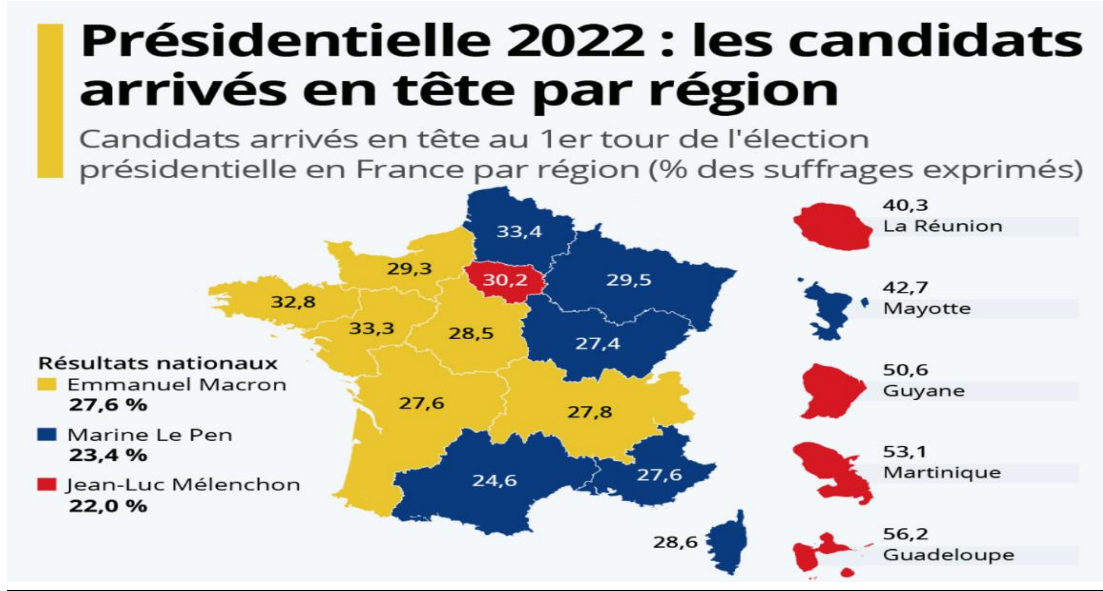 Présidentielle 2022 : les candidats
arrivés en tête par région
Candidats arrivés en tête au 1er tour de l'élection
présidentielle en France par région (% des suffrages exprimés)
33,4
29,3
30,2
29,5
32,8
33,3
28,5
27,4
27,6
27,8
24,6
27,6
28,6
Résultats nationaux
Emmanuel Macron
27,6 %
Marine Le Pen
23,4 %
Jean-Luc Mélenchon
22,0 %
40,3
La Réunion
42,7
Mayotte
50,6
Guyane
53,1
Martinique
56,2
Guadeloupe